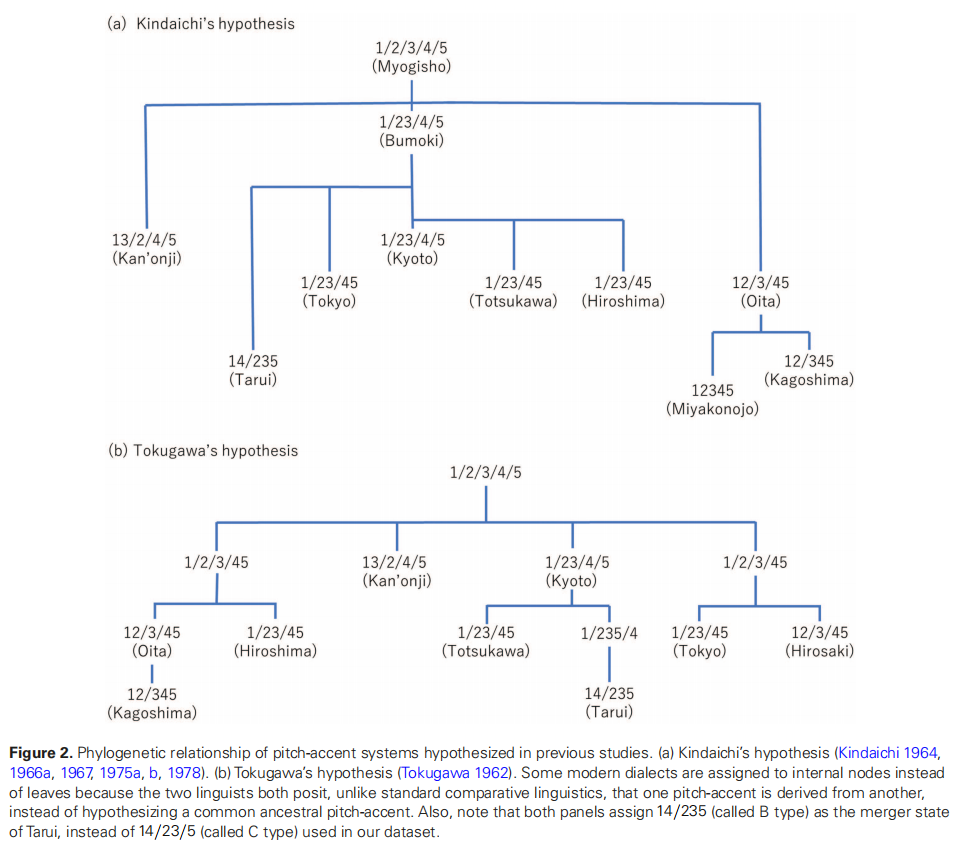 (a) Kindaichi's hypothesis
1/2/3/4/5
(Myogisho)
1/23/4/5
(Bumoki)
13/2/4/5
(Kan'onji)
1/23/4/5
(Kyoto)
1/23/45
(Tokyo)
1/23/45
(Totsukawa)
1/23/45
(Hiroshima)
12/3/45
(Oita)
14/235
(Tarui)
12345
(Miyakonojo)
12/345
(Kagoshima)
(b) Tokugawa's hypothesis
1/2/3/4/5
1/2/3/45
13/2/4/5
(Kan'onji)
1/23/4/5
(Kyoto)
1/2/3/45
12/3/45
(Oita)
1/23/45
(Hiroshima)
1/23/45
(Totsukawa)
1/235/4
1/23/45
(Tokyo)
12/3/45
(Hirosaki)
12/345
(Kagoshima)
14/235
(Tarui)
Figure 2. Phylogenetic relationship of pitch-accent systems hypothesized in previous studies. (a) Kindaichi's hypothesis (Kindaichi 1964,
1966a, 1967, 1975a, b, 1978). (b) Tokugawa's hypothesis (Tokugawa 1962). Some modern dialects are assigned to internal nodes instead
of leaves because the two linguists both posit, unlike standard comparative linguistics, that one pitch-accent is derived from another,
instead of hypothesizing a common ancestral pitch-accent. Also, note that both panels assign 14/235 (called B type) as the merger state
of Tarui, instead of 14/23/5 (called C type) used in our dataset.